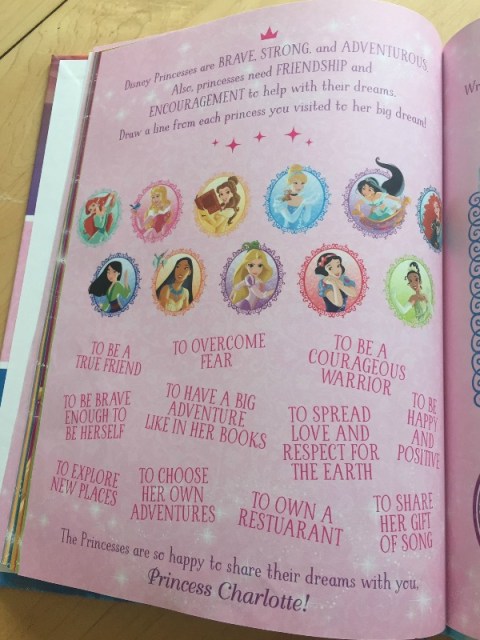 Disney Princesses are BRAVE, STRONG, and ADVENTUROUS.
Also, princesses need FRIENDSHIP and
ENCOURAGEMENT to help with their dreams.
Draw a line from each princess you visited to her big dream!
TO BE A
TRUE FRIEND
TO OVERCOME
FEAR
TO BE A
COURAGEOUS
WARRIOR
TO BE BRAVE
ENOUGH TO
BE HERSELF
TO HAVE A BIG
ADVENTURE
LIKE IN HER BOOKS
TO SPREAD
LOVE AND
RESPECT FOR
THE EARTH
TO BE
HAPPY
AND
POSITIVE
TO EXPLORE
NEW PLACES
TO CHOOSE
HER OWN
ADVENTURES
TO OWN A
RESTUARANT
TO SHARE
HER GIFT
OF SONG
The Princesses are so happy to share their dreams with you,
Princess Charlotte!
Wr